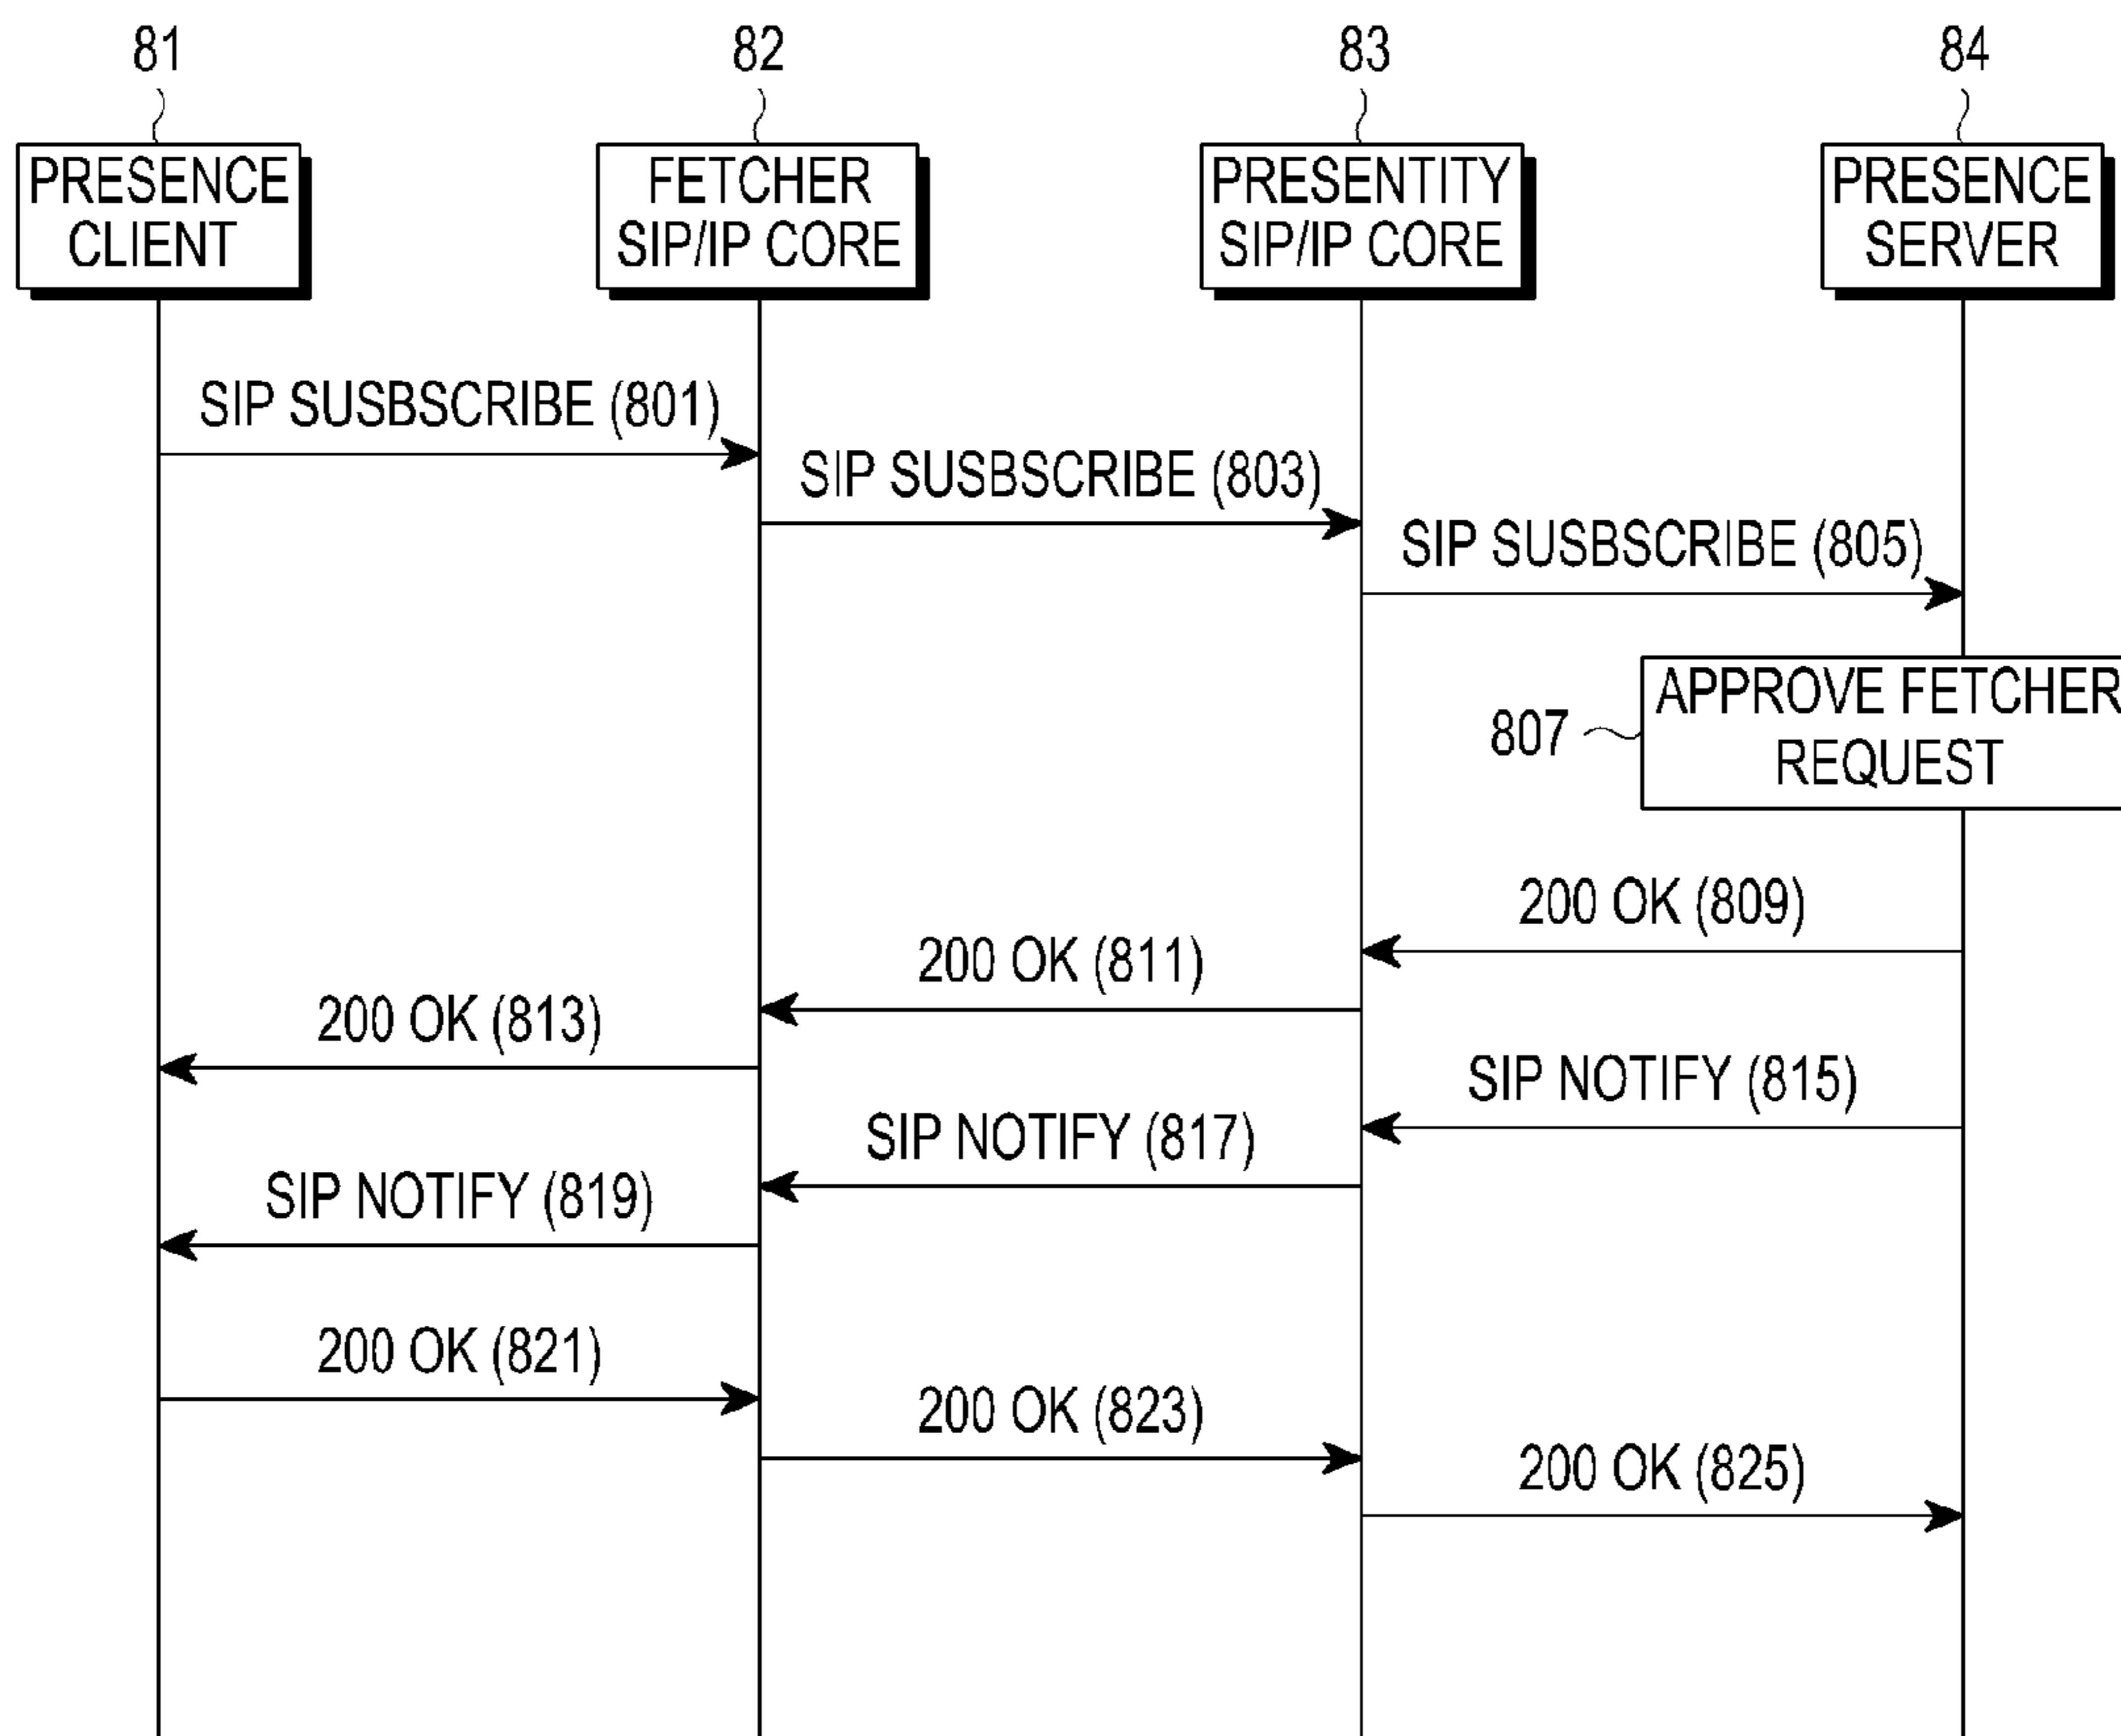 81
82
83
84
PRESENCE
CLIENT
FETCHER
SIP/IP CORE
PRESENTITY
SIP/IP CORE
PRESENCE
SERVER
SIP SUSBSCRIBE (801)
SIP SUSBSCRIBE (803)
SIP SUSBSCRIBE (805)
807
APPROVE FETCHER
REQUEST
200 OK (809)
200 OK (811)
200 OK (813)
SIP NOTIFY (815)
SIP NOTIFY (817)
SIP NOTIFY (819)
200 OK (821)
200 OK (823)
200 OK (825)